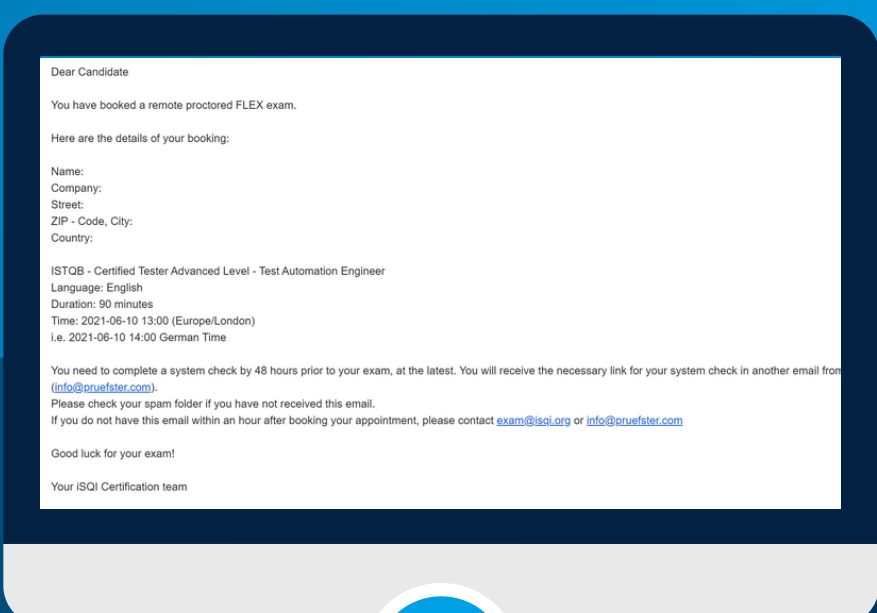 Dear Candidate
You have booked a remote proctored FLEX exam.
Here are the details of your booking:
Name:
Company:
Street:
ZIP - Code, City:
Country:
ISTQB - Certified Tester Advanced Level - Test Automation Engineer
Language: English
Duration: 90 minutes
Time: 2021-06-10 13:00 (Europe/London)
i.e. 2021-06-10 14:00 German Time
You need to complete a system check by 48 hours prior to your exam, at the latest. You will receive the necessary link for your system check in another email from
(info@pruefster.com).
Please check your spam folder if you have not received this email.
If you do not have this email within an hour after booking your appointment, please contact exam@isqi.org or info@pruefster.com
Good luck for your exam!
Your iSQI Certification team